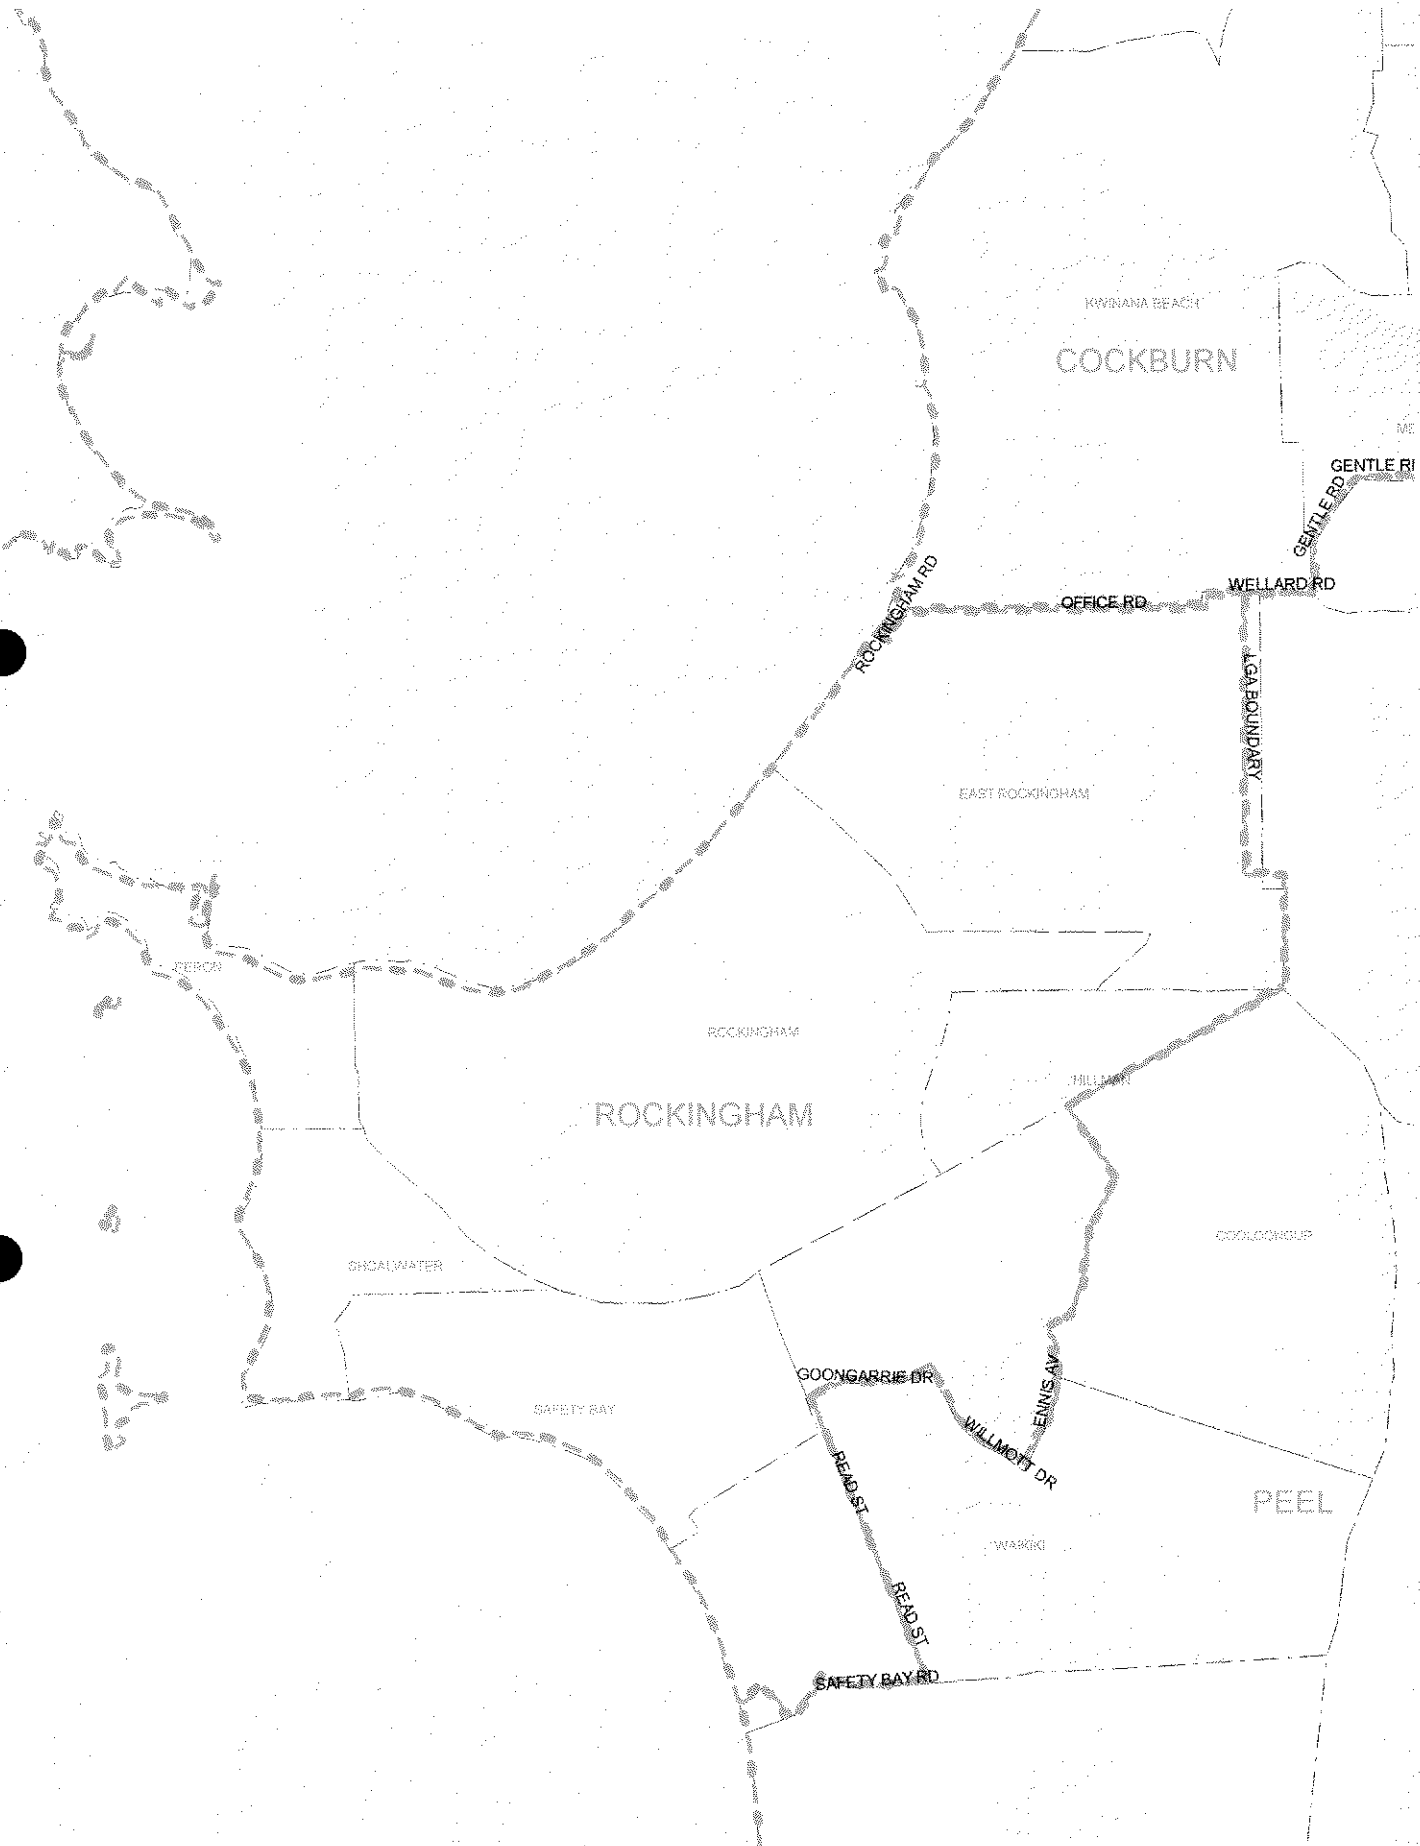 KWINANA BEACH
COCKBURN
ME
GENTLE RI
GENTLE RD
WELLARD RD
OFFICE RD
ROCKINGHAM RD
LGA BOUNDARY
EAST ROCKINGHAM
PERON
ROCKINGHAM
HILLMAN
ROCKINGHAM
COOLOONGUP
SHOALWATER
GOONGARRIE DR
ENNIS AV
SAFETY BAY
WILLMOTT DR
READ ST
PEEL
WAIKIKI
READ ST
SAFETY BAY RD